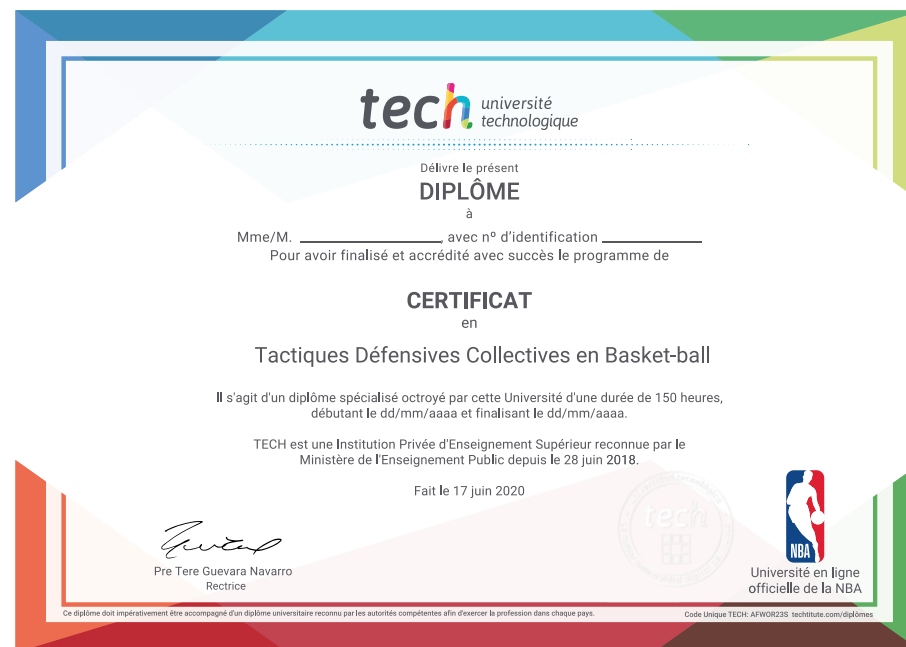 tech université
technologique
Délivre le présent
DIPLÔME
à
Mme/M. ____________________, avec nº d'identification ______________
Pour avoir finalisé et accrédité avec succès le programme de
CERTIFICAT
en
Tactiques Défensives Collectives en Basket-ball
Il s'agit d'un diplôme spécialisé octroyé par cette Université d'une durée de 150 heures,
débutant le dd/mm/aaaa et finalisant le dd/mm/aaaa.
TECH est une Institution Privée d'Enseignement Supérieur reconnue par le
Ministère de l'Enseignement Public depuis le 28 juin 2018.
Fait le 17 juin 2020
tech
NBA
Pre Tere Guevara Navarro
Rectrice
Université en ligne
officielle de la NBA
Ce diplôme doit impérativement être accompagné d'un diplôme universitaire reconnu par les autorités compétentes afin d'exercer la profession dans chaque pays.
Code Unique TECH: AFWOR23S techtitute.com/diplômes